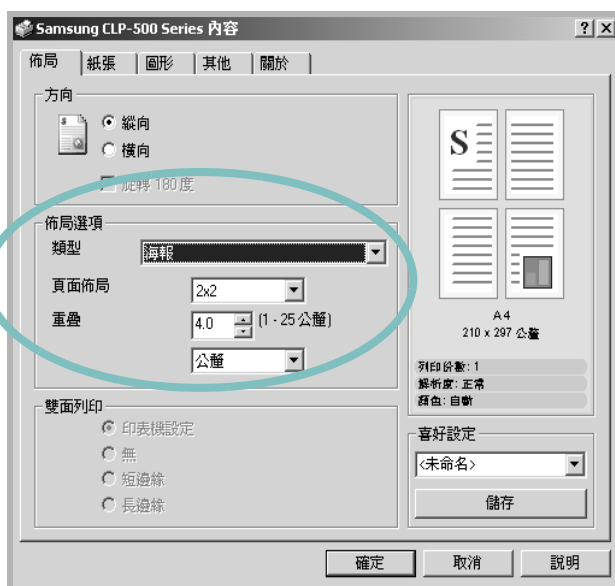 Samsung CLP-500 Series 內容
佈局 紙張 圖形 其他 關於
方向
縱向
橫向
旋轉 180 度
佈局選項
類型 海報
頁面佈局 2x2
重疊 4.0 (1 - 25 公釐)
公釐
雙面列印
印表機設定
無
短邊緣
長邊緣
S
A4
210 x 297 公釐
列印份數: 1
解析度: 正常
顏色: 自動
喜好設定
<未命名>
儲存
確定 取消 說明